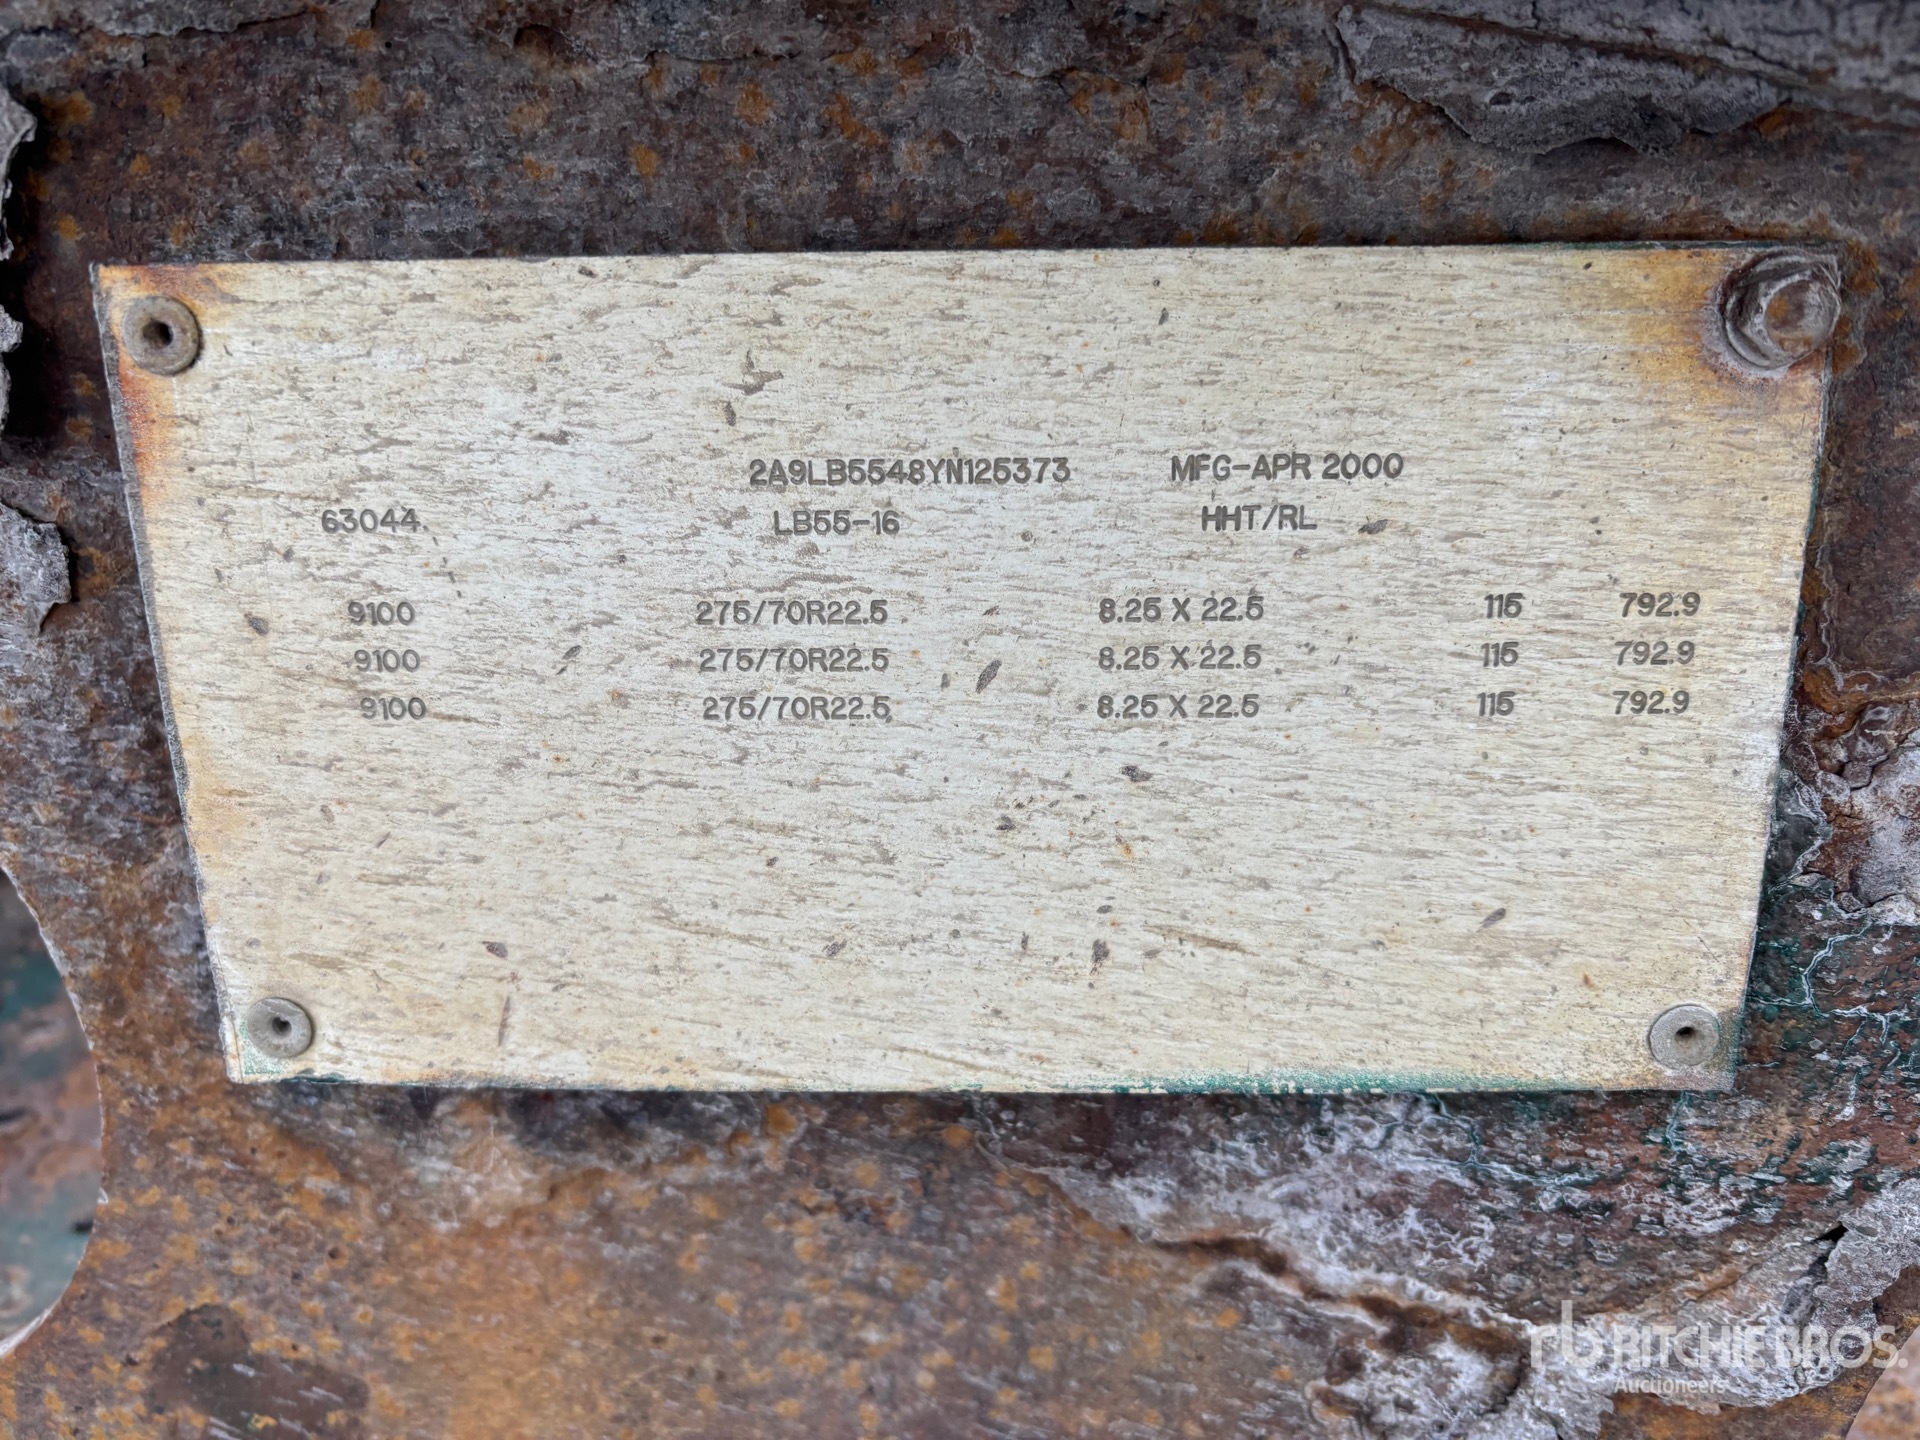 2A9LB5548YN125373 MFG-APR 2000
63044. LB55-16 HHT/RL
9100 275/70R22.5 8.25 X 22.5 115 792.9
9100 275/70R22.5 8.25 X 22.5 115 792.9
9100 275/70R22.5 8.25 X 22.5 115 792.9
rb RITCHIE BROS.
Auctioneers